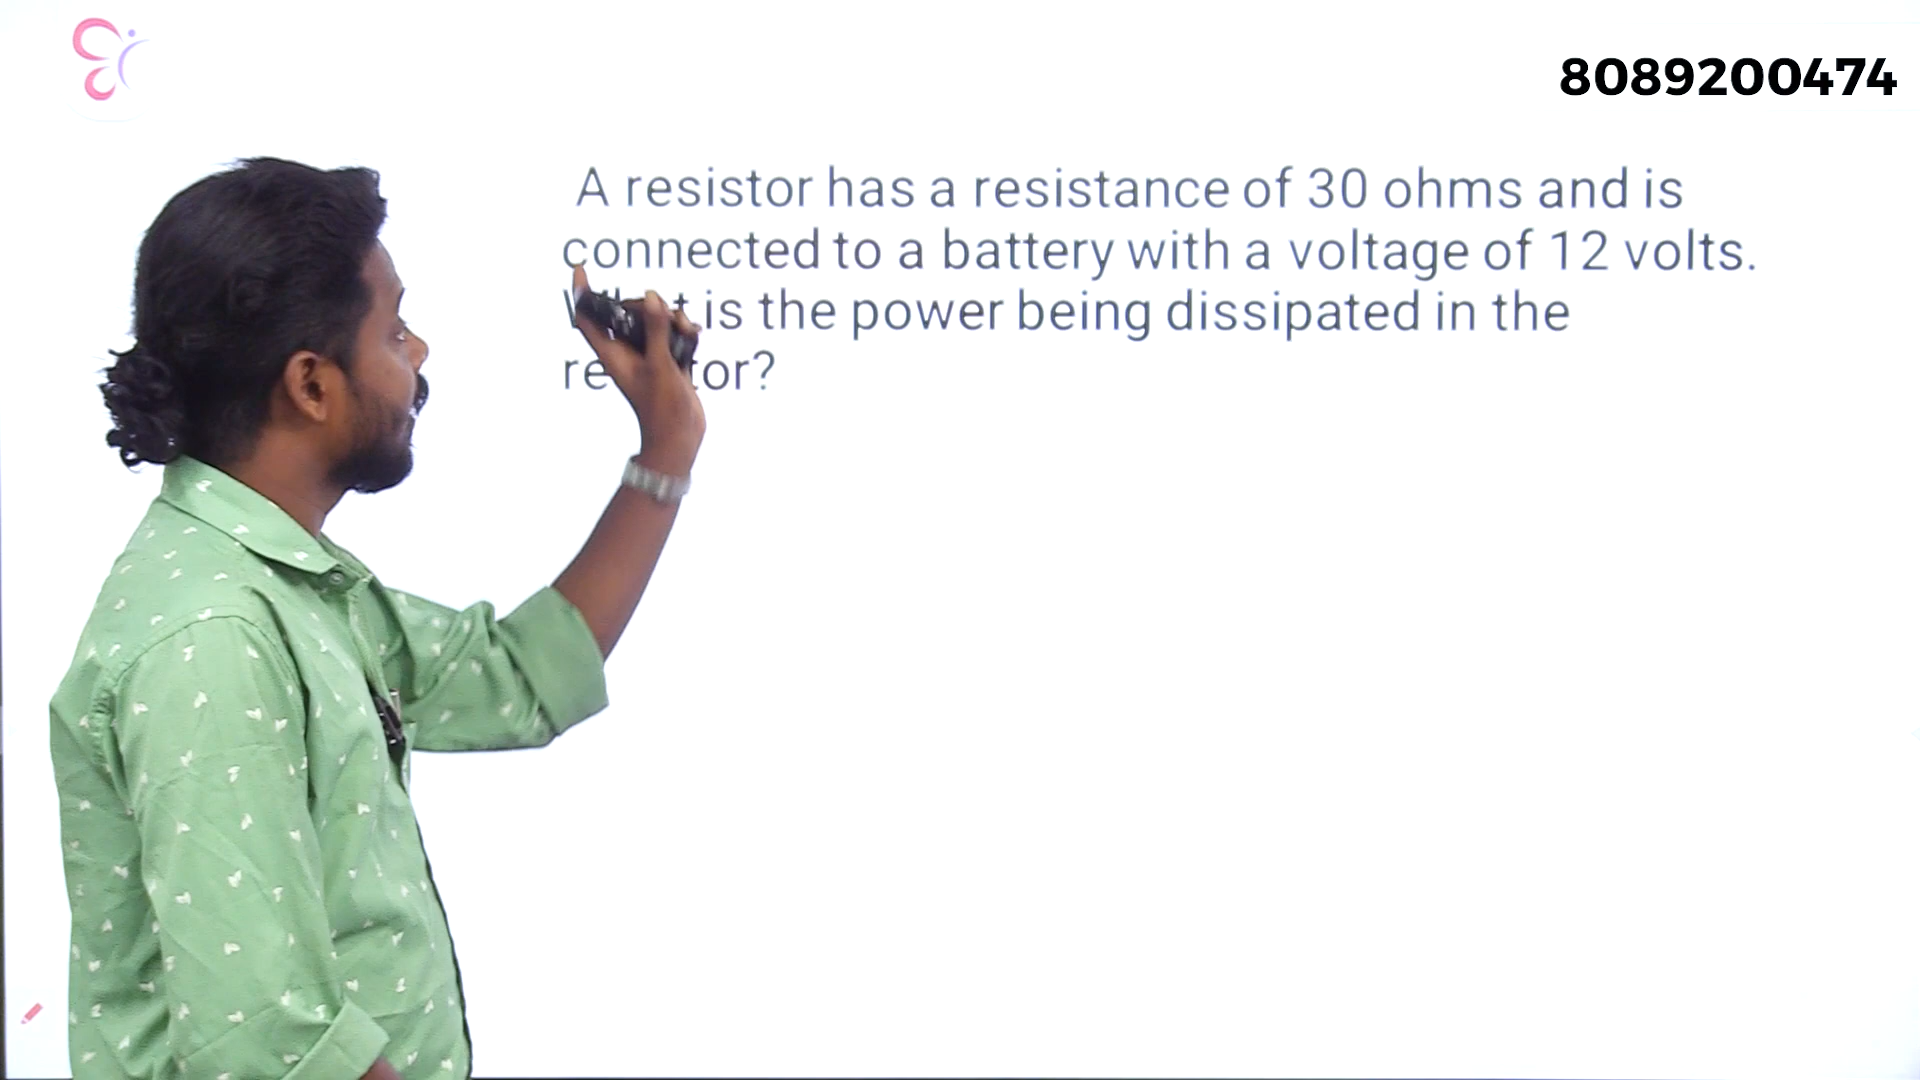 8089200474
A resistor has a resistance of 30 ohms and is
connected to a battery with a voltage of 12 volts.
is the power being dissipated in the